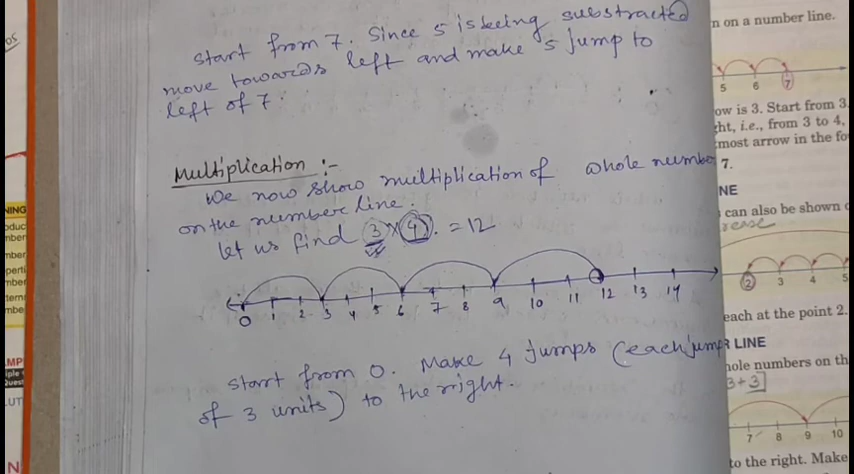 start from 7. Since 5 is being substracted
move towards left and make 5 jump to
left of 7.
Multiplication :-
We now show multiplication of whole number
on the number line.
let us find 3 × 4. = 12
0 1 2 3 4 5 6 7 8 9 10 11 12 13 14
start from 0. Make 4 jumps (each jump
of 3 units) to the right.
n on a number line.
5 6 7
ow is 3. Start from 3
ht, i.e., from 3 to 4,
most arrow in the fo
7.
NE
can also be shown
2 3 4 5
each at the point 2.
R LINE
hole numbers on th
3 + 3]
7 8 9 10
to the right. Make
NING
mber